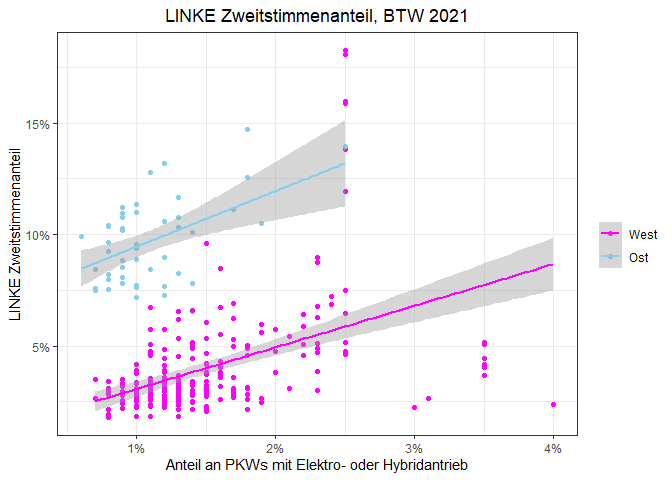 LINKE Zweitstimmenanteil, BTW 2021
15%
10%
5%
LINKE Zweitstimmenanteil
West
Ost
1%
2%
3%
4%
Anteil an PKWs mit Elektro- oder Hybridantrieb